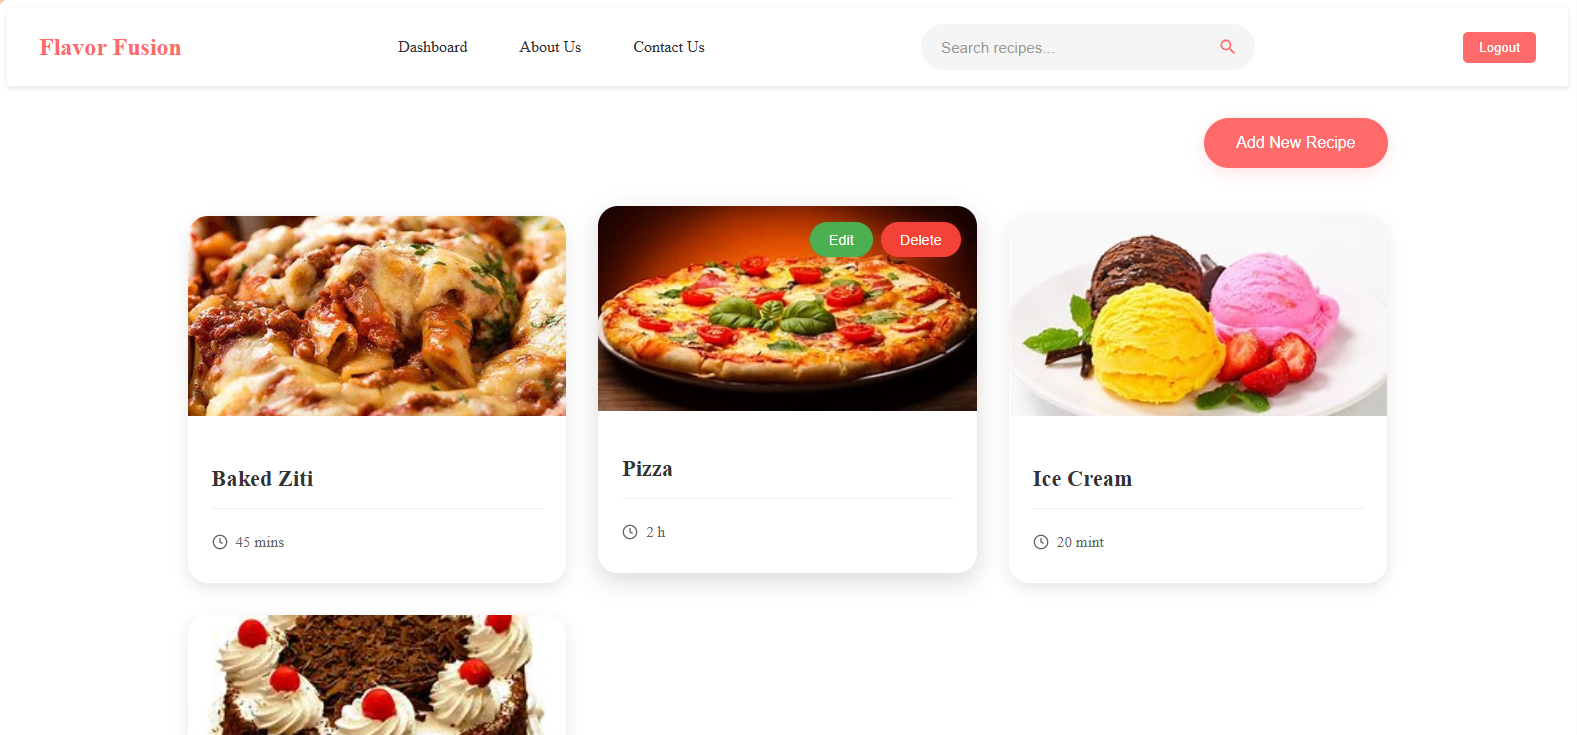 Flavor Fusion
Dashboard
About Us
Contact Us
Search recipes...
Logout
Add New Recipe
Edit
Delete
Baked Ziti
45 mins
Pizza
2 h
Ice Cream
20 mint